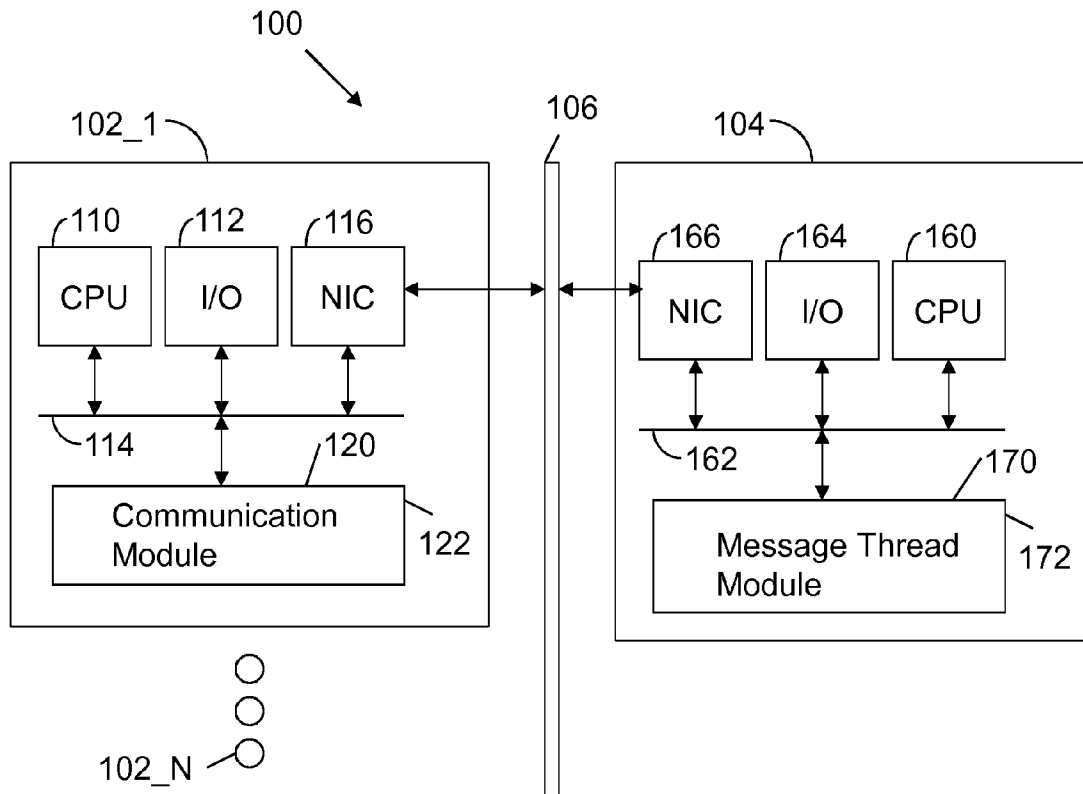 100
102_1
106
104
110
112
116
166
164
160
CPU
I/O
NIC
NIC
I/O
CPU
114
120
162
170
Communication
Module
122
Message Thread
Module
172
102_N